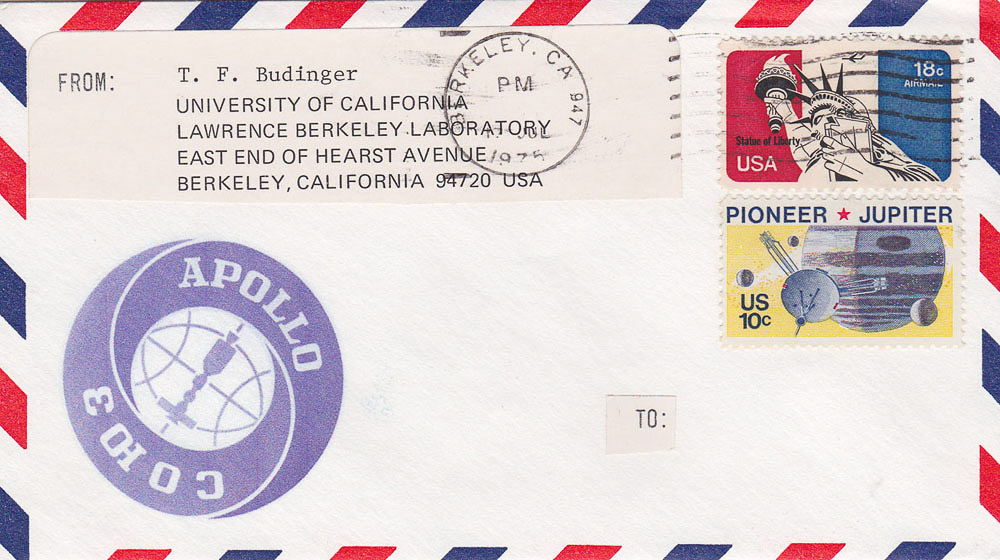 FROM: T. F. Budinger
UNIVERSITY OF CALIFORNIA
LAWRENCE BERKELEY LABORATORY
EAST END OF HEARST AVENUE
BERKELEY, CALIFORNIA 94720 USA
BERKELEY, CA 947
PM
JUL
1975
18c
AIRMAIL
Statue of Liberty
USA
PIONEER ★ JUPITER
US
10c
APOLLO
СОЮЗ
TO: